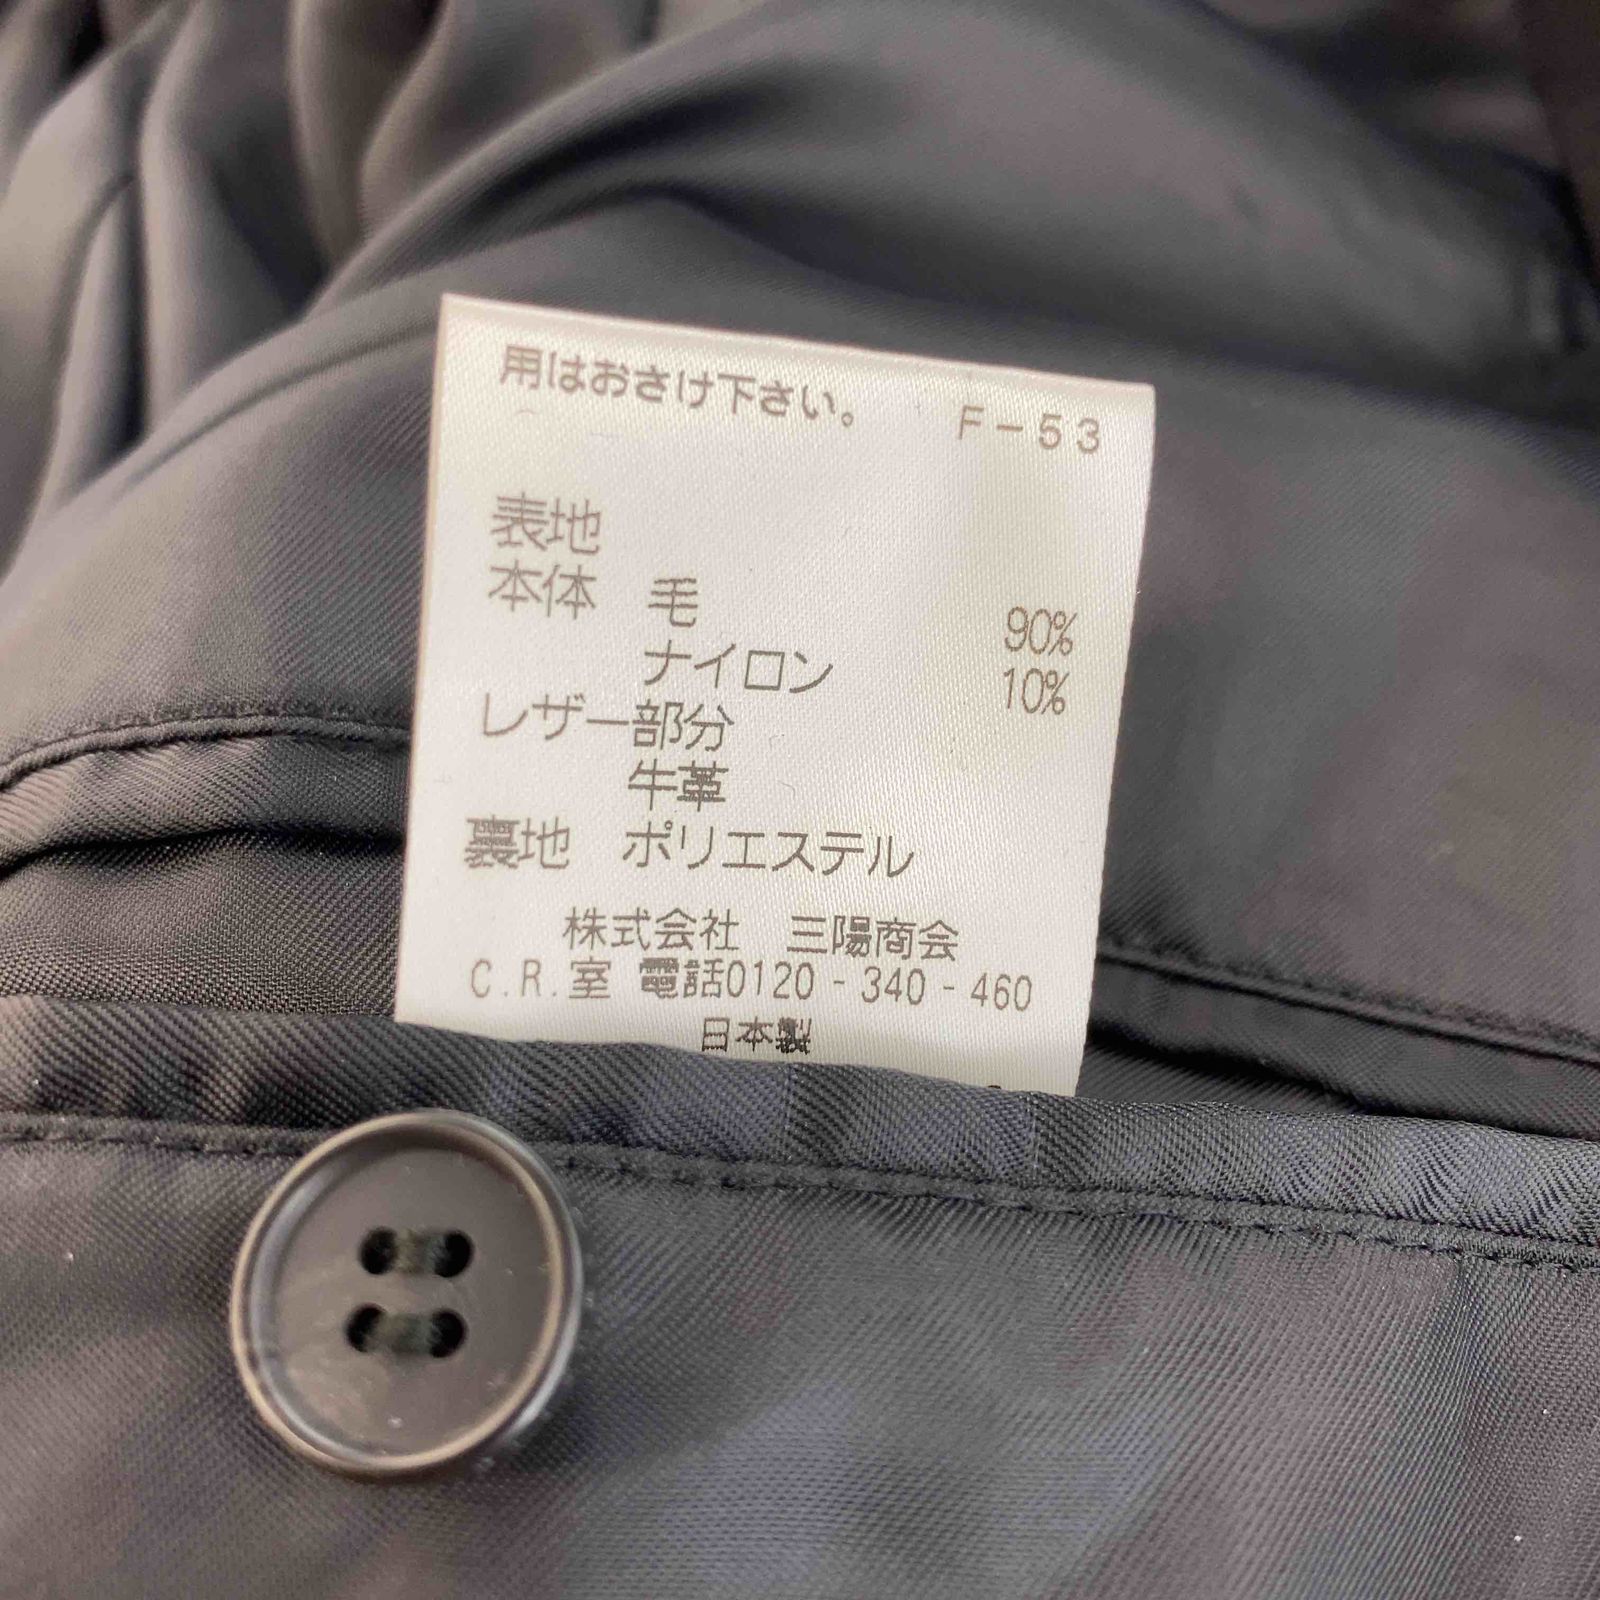 用はおさけ下さい。 F-53
表地
本体 毛 90%
ナイロン 10%
レザー部分
牛革
裏地 ポリエステル
株式会社 三陽商会
C.R.室 電話0120-340-460
日本製